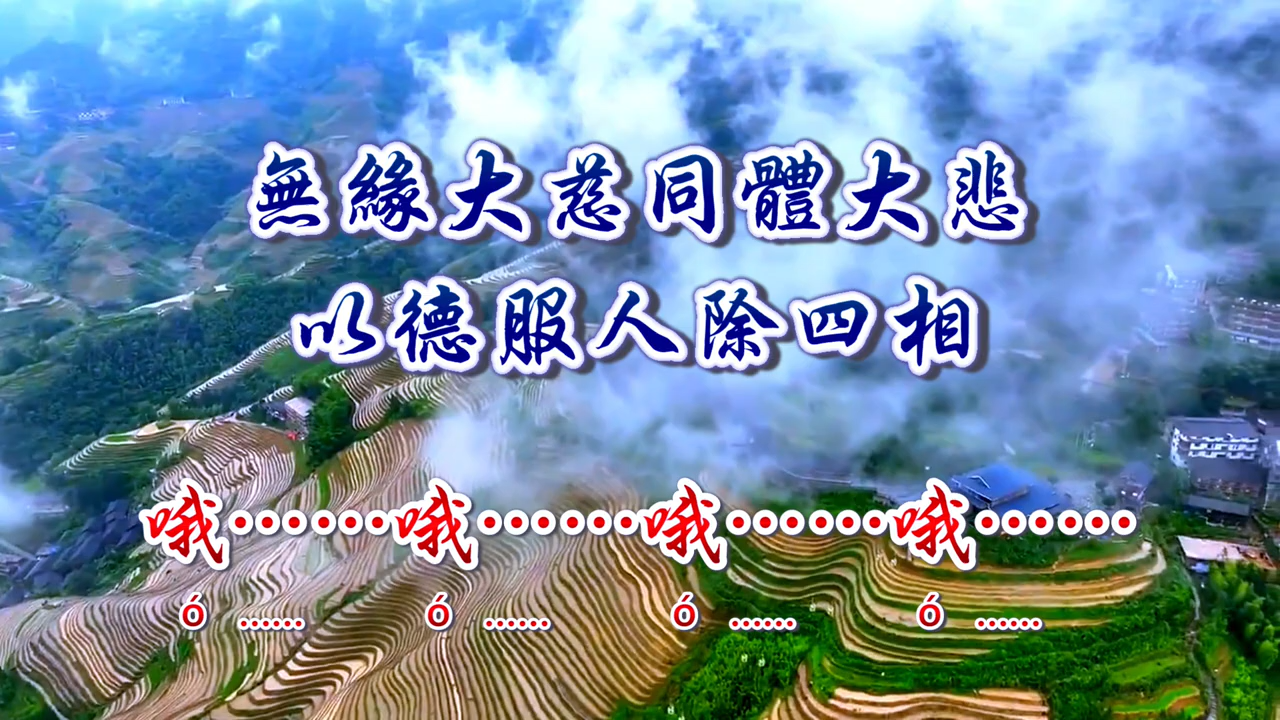 無緣大慈同體大悲
以德服人除四相
哦••••••哦••••••哦••••••哦••••••
ó ...... ó ...... ó ...... ó ......